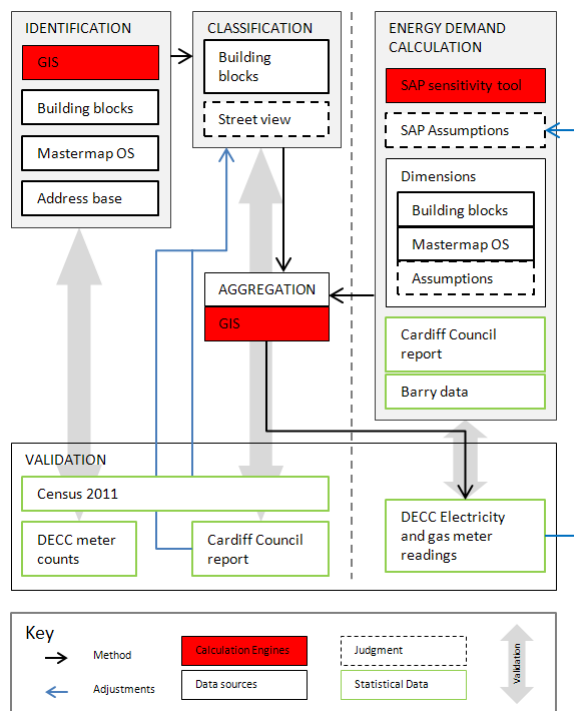 IDENTIFICATION
GIS
Building blocks
Mastermap OS
Address base
CLASSIFICATION
Building
blocks
Street view
ENERGY DEMAND
CALCULATION
SAP sensitivity tool
SAP Assumptions
Dimensions
Building blocks
Mastermap OS
Assumptions
Cardiff Council
report
Barry data
AGGREGATION
GIS
VALIDATION
Census 2011
DECC meter
counts
Cardiff Council
report
DECC Electricity
and gas meter
readings
Key
Method
Adjustments
Calculation Engines
Data sources
Judgment
Statistical Data
Validation